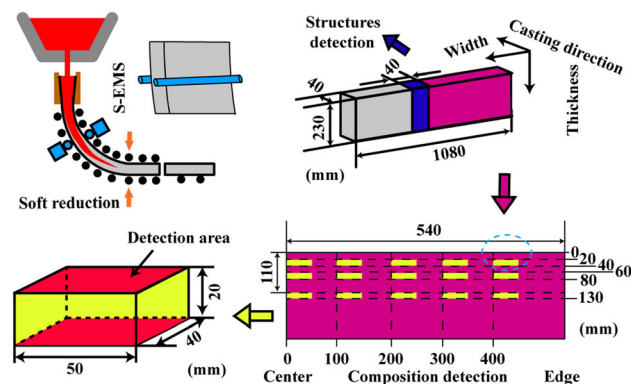 Structures detection
S-EMS
Soft reduction
Width
Casting direction
Thickness
40
40
230
1080
(mm)
Detection area
20
40
50
(mm)
540
110
0
20
40
60
80
130
(mm)
0 100 200 300 400
Center Composition detection Edge